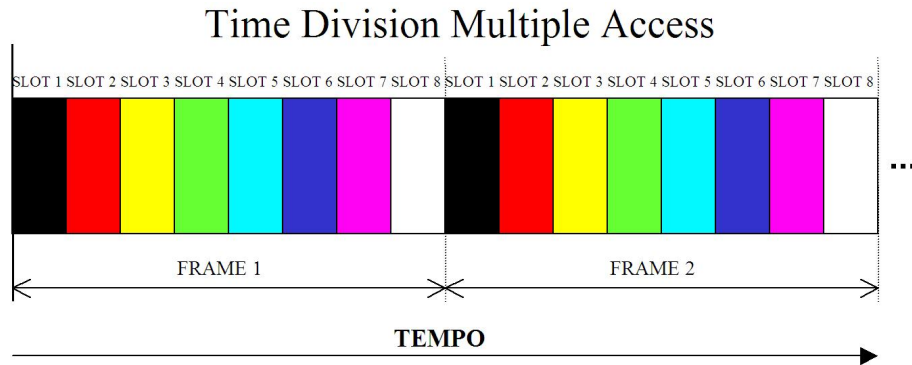 Time Division Multiple Access
SLOT 1 SLOT 2 SLOT 3 SLOT 4 SLOT 5 SLOT 6 SLOT 7 SLOT 8 SLOT 1 SLOT 2 SLOT 3 SLOT 4 SLOT 5 SLOT 6 SLOT 7 SLOT 8
...
FRAME 1 FRAME 2
TEMPO